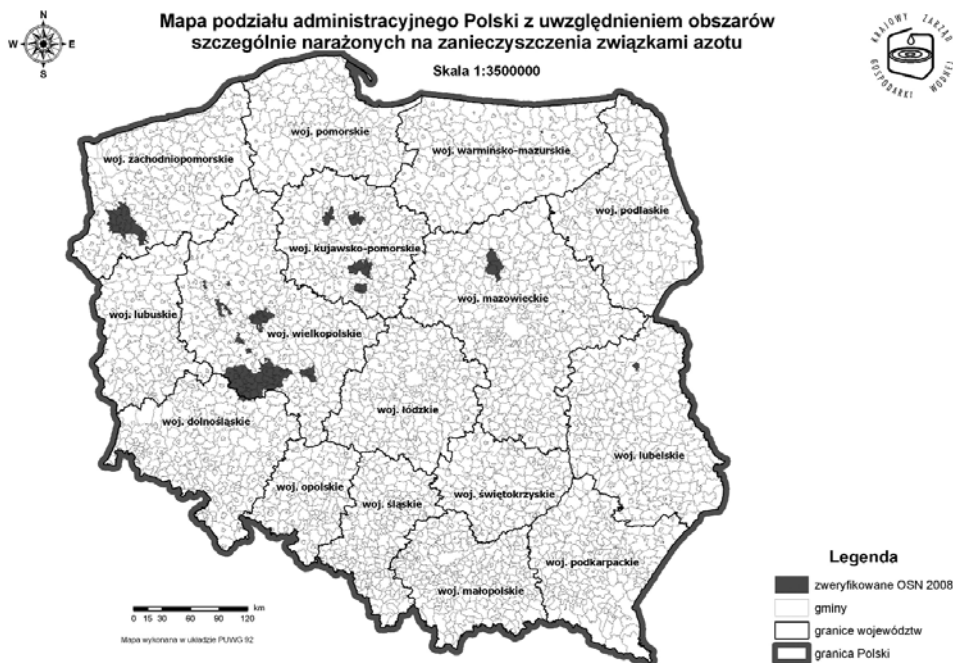 Mapa podziału administracyjnego Polski z uwzględnieniem obszarów
szczególnie narażonych na zanieczyszczenia związkami azotu
Skala 1:3500000
N
W
E
S
KRAJOWY ZARZĄD
GOSPODARKI WODNEJ
woj. pomorskie
woj. warmińsko-mazurskie
woj. zachodniopomorskie
woj. podlaskie
woj. kujawsko-pomorskie
woj. mazowieckie
woj. lubuskie
woj. wielkopolskie
woj. łódzkie
woj. dolnośląskie
woj. lubelskie
woj. opolskie
woj. świętokrzyskie
woj. śląskie
woj. podkarpackie
woj. małopolskie
Legenda
zweryfikowane OSN 2008
gminy
granice województw
granica Polski
km
0 15 30 60 90 120
Mapa wykonana w układzie PUWG 92